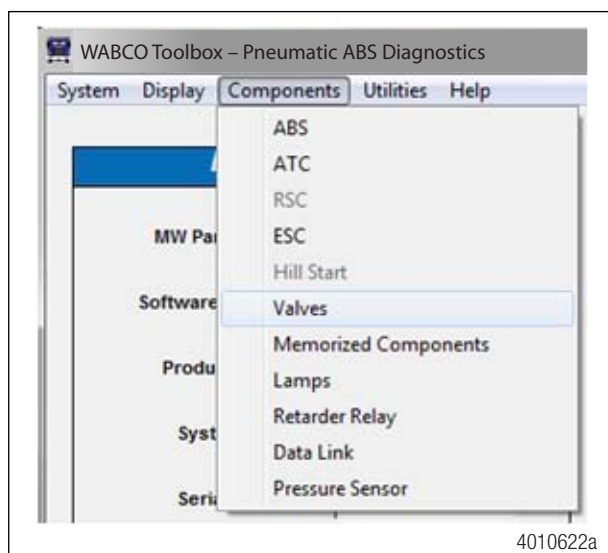 WABCO Toolbox – Pneumatic ABS Diagnostics
System Display Components Utilities Help
ABS
ATC
RSC
MW Pa ESC
Hill Start
Software Valves
Memorized Components
Produ
Lamps
Retarder Relay
Syst
Data Link
Seri Pressure Sensor
4010622a